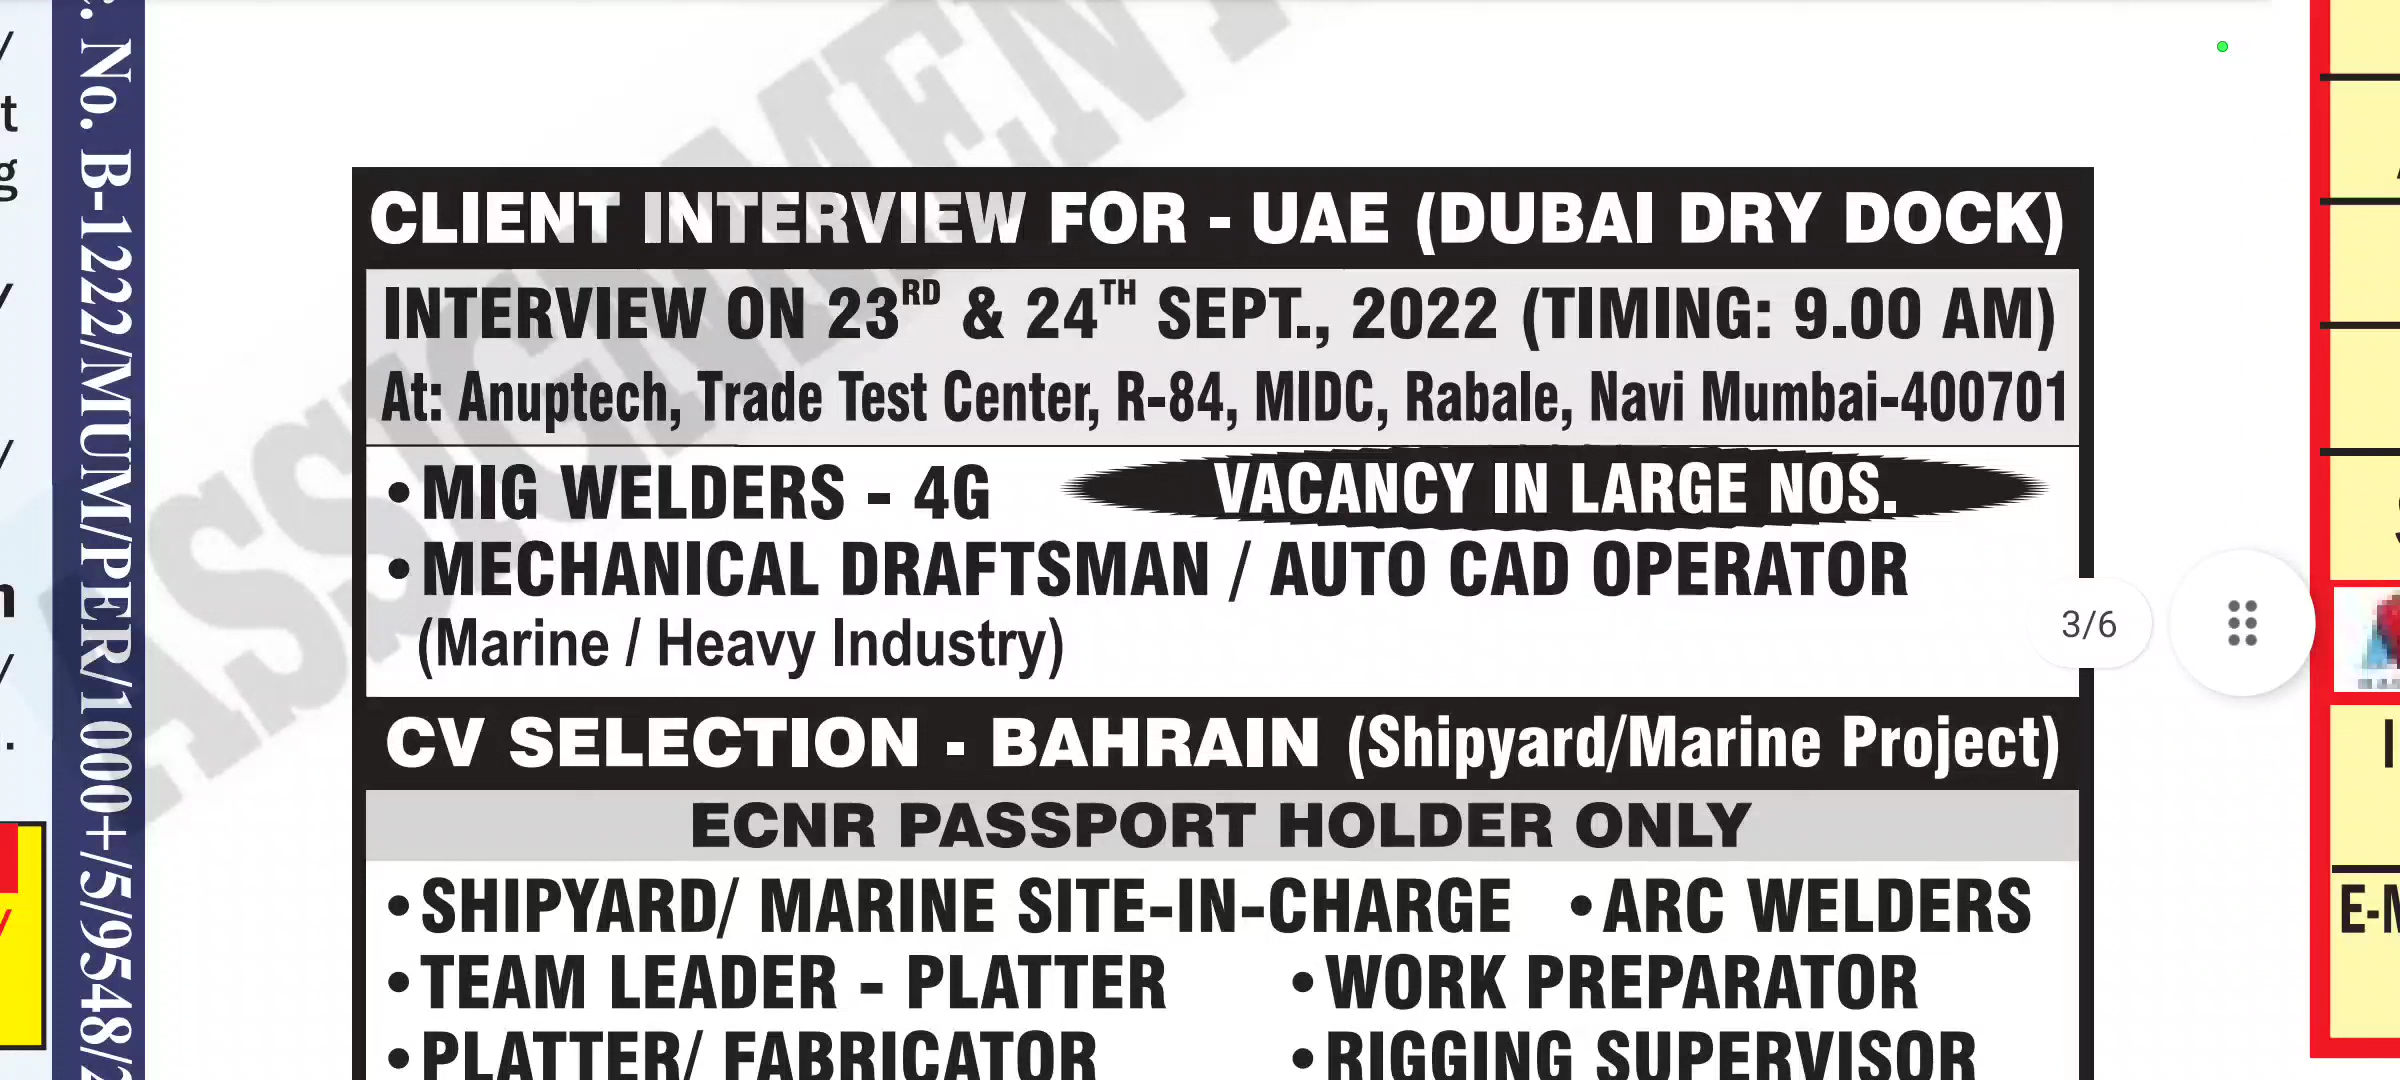 No. B-1222/MUM/PER/1000+/5/9548/2
ASSIGNMENT
CLIENT INTERVIEW FOR - UAE (DUBAI DRY DOCK)
INTERVIEW ON 23RD & 24TH SEPT., 2022 (TIMING: 9.00 AM)
At: Anuptech, Trade Test Center, R-84, MIDC, Rabale, Navi Mumbai-400701
• MIG WELDERS - 4G
VACANCY IN LARGE NOS.
• MECHANICAL DRAFTSMAN / AUTO CAD OPERATOR
(Marine / Heavy Industry)
3/6
CV SELECTION - BAHRAIN (Shipyard/Marine Project)
ECNR PASSPORT HOLDER ONLY
• SHIPYARD/ MARINE SITE-IN-CHARGE • ARC WELDERS
• TEAM LEADER - PLATTER • WORK PREPARATOR
• PLATTER/ FABRICATOR • RIGGING SUPERVISOR